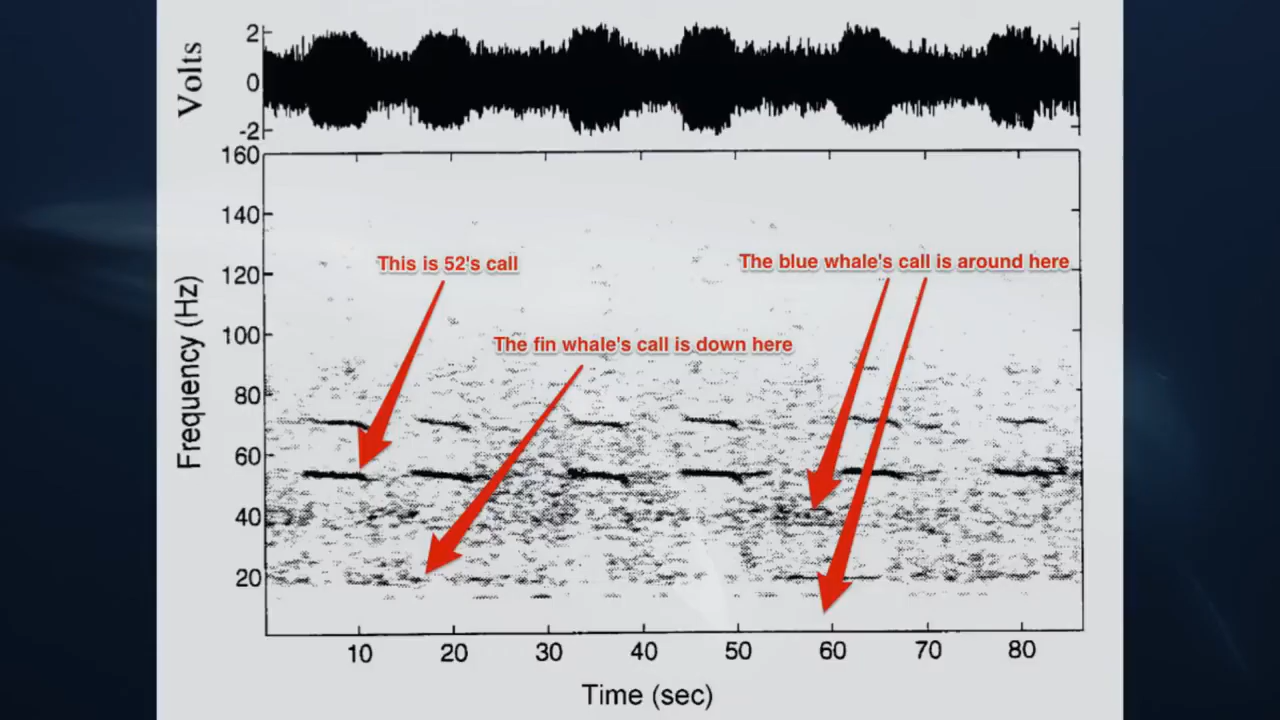 Volts
2
0
-2
160
140
120
100
80
60
40
20
Frequency (Hz)
This is 52's call
The blue whale's call is around here
The fin whale's call is down here
10 20 30 40 50 60 70 80
Time (sec)